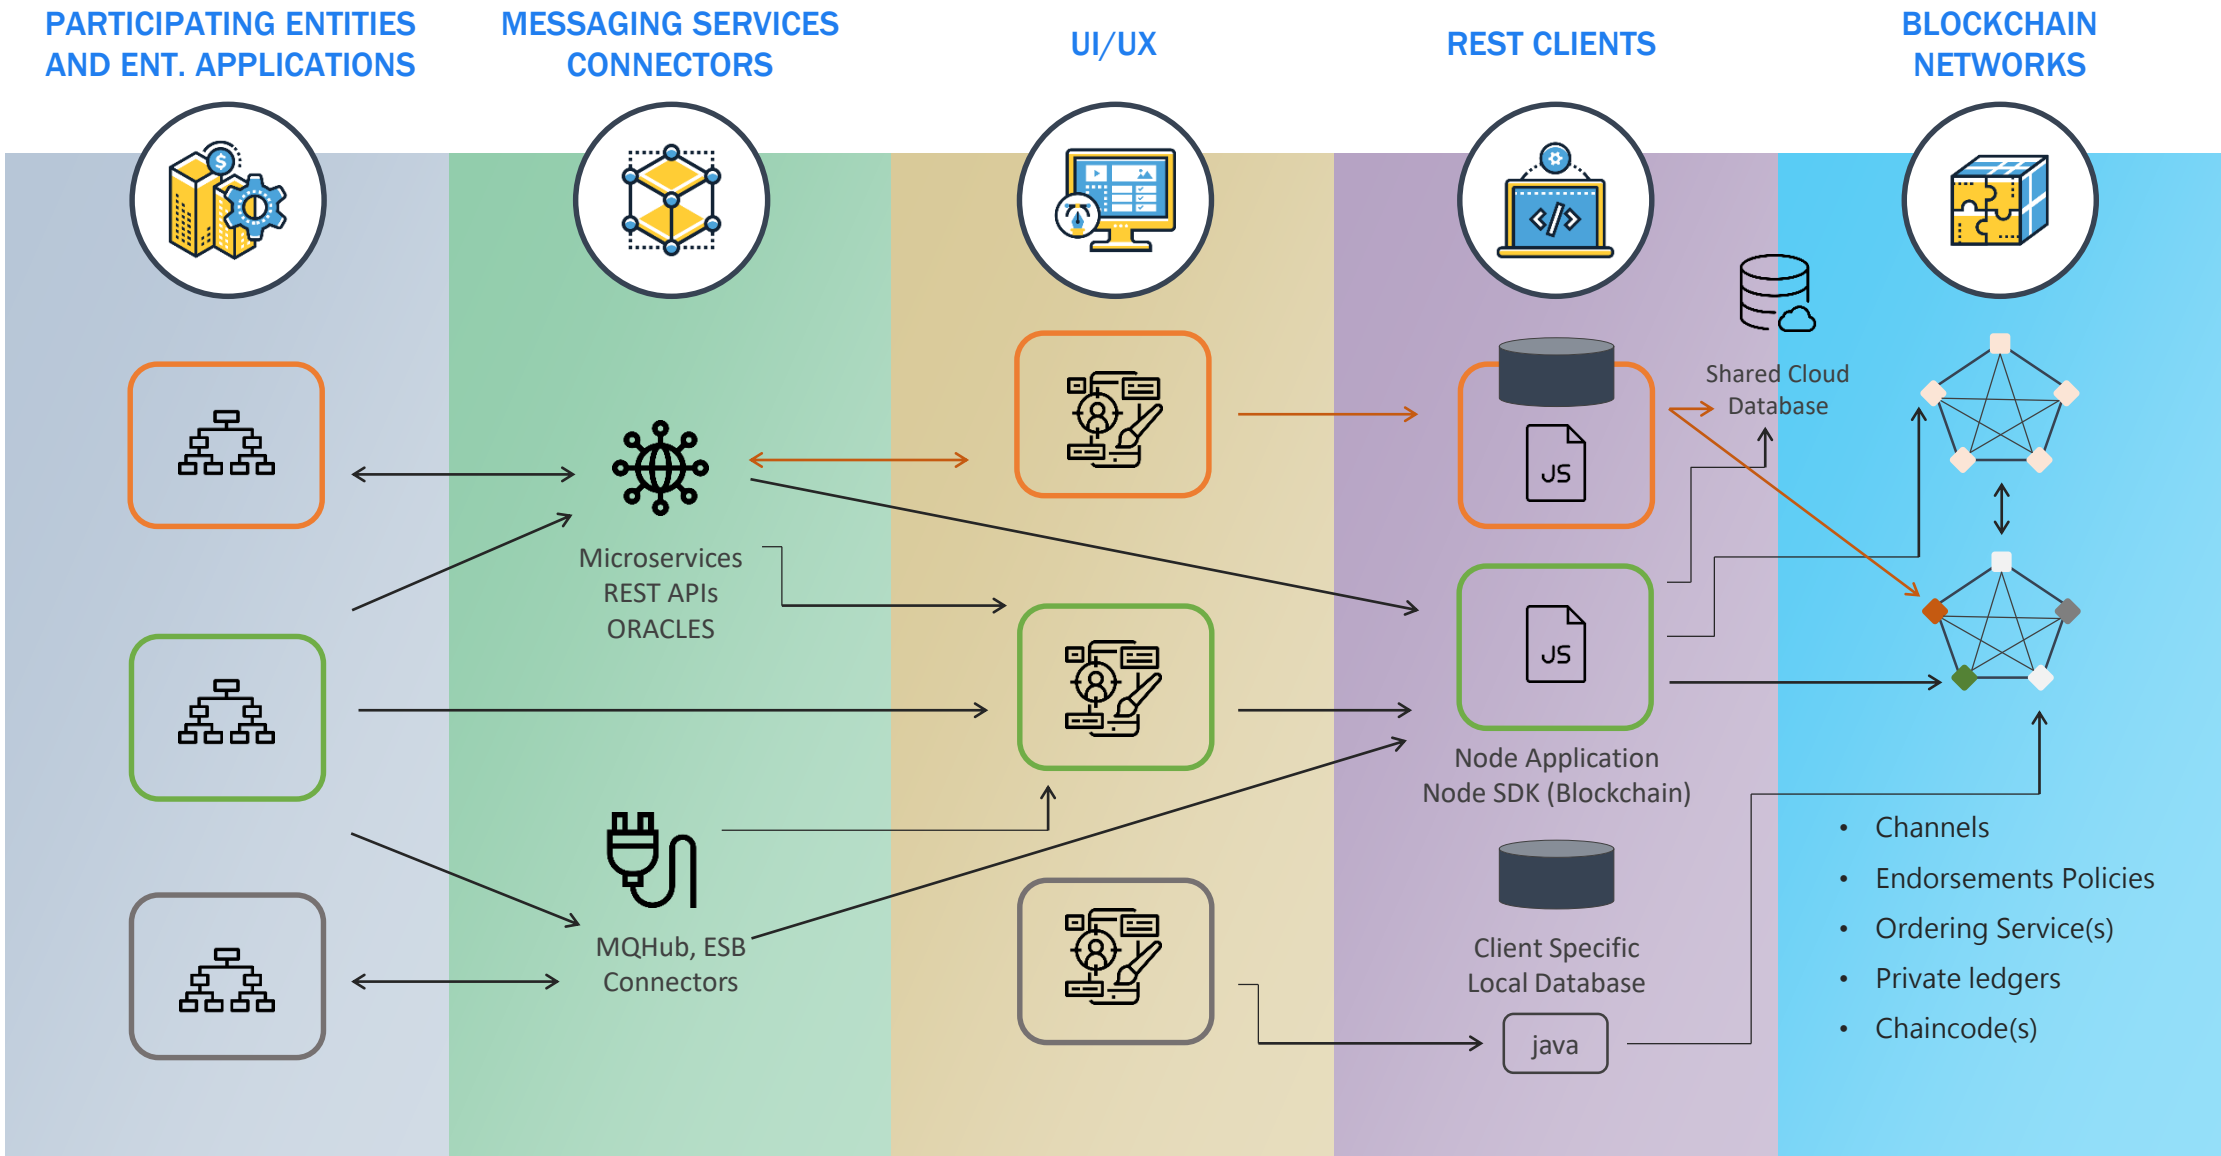 PARTICIPATING ENTITIES
AND ENT. APPLICATIONS
MESSAGING SERVICES
CONNECTORS
UI/UX
REST CLIENTS
BLOCKCHAIN
NETWORKS
$
</>
Shared Cloud
Database
JS
Microservices
REST APIs
ORACLES
JS
Node Application
Node SDK (Blockchain)
MQHub, ESB
Connectors
Client Specific
Local Database
java
• Channels
• Endorsements Policies
• Ordering Service(s)
• Private ledgers
• Chaincode(s)